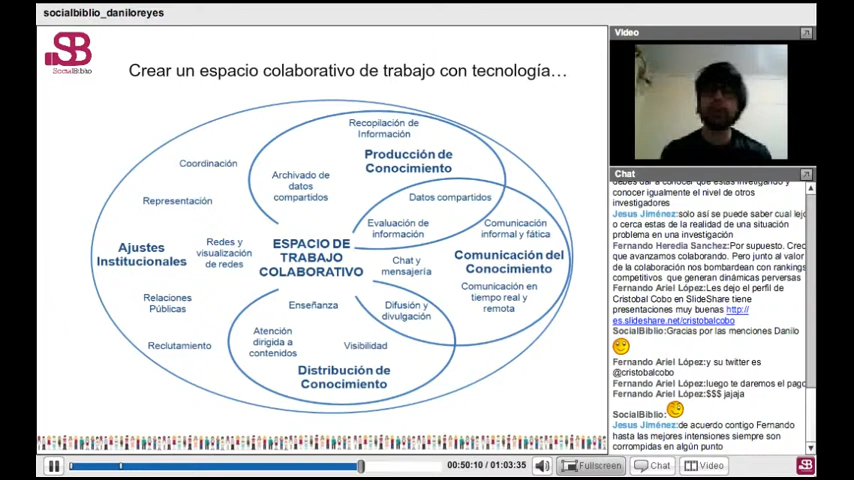 socialbiblio_daniloreyes
SB
SocialBiblio
Crear un espacio colaborativo de trabajo con tecnología…
Recopilación de
Información
Producción de
Conocimiento
Coordinación
Archivado de
datos
compartidos
Datos compartidos
Representación
Evaluación de
información
Comunicación
informal y fática
Ajustes
Institucionales
Redes y
visualización
de redes
ESPACIO DE
TRABAJO
COLABORATIVO
Chat y
mensajería
Comunicación del
Conocimiento
Comunicación en
tiempo real y
remota
Relaciones
Públicas
Enseñanza
Difusión y
divulgación
Reclutamiento
Atención
dirigida a
contenidos
Visibilidad
Distribución de
Conocimiento
Video
Chat
debes dar a conocer que estas investigando y
conocer igualmente el nivel de otros
investigadores
Jesus Jiménez:solo así se puede saber cual lejo
o cerca estas de la realidad de una situación
problema en una investigación
Fernando Heredia Sanchez:Por supuesto. Creo
que avanzamos colaborando. Pero junto al valor
de la colaboración nos bombardean con rankings
competitivos que generan dinámicas perversas
Fernando Ariel López:Les dejo el perfil de
Cristobal Cobo en SlideShare tiene
presentaciones muy buenas http://
es.slideshare.net/cristobalcobo
SocialBiblio:Gracias por las menciones Danilo
Fernando Ariel López:y su twitter es
@cristobalcobo
Fernando Ariel López:luego te daremos el pago
Fernando Ariel López:$$$ jajaja
SocialBiblio:
Jesus Jiménez:de acuerdo contigo Fernando
hasta las mejores intensiones siempre son
corrompidas en algún punto
00:50:10 / 01:03:35
Fullscreen
Chat
Video